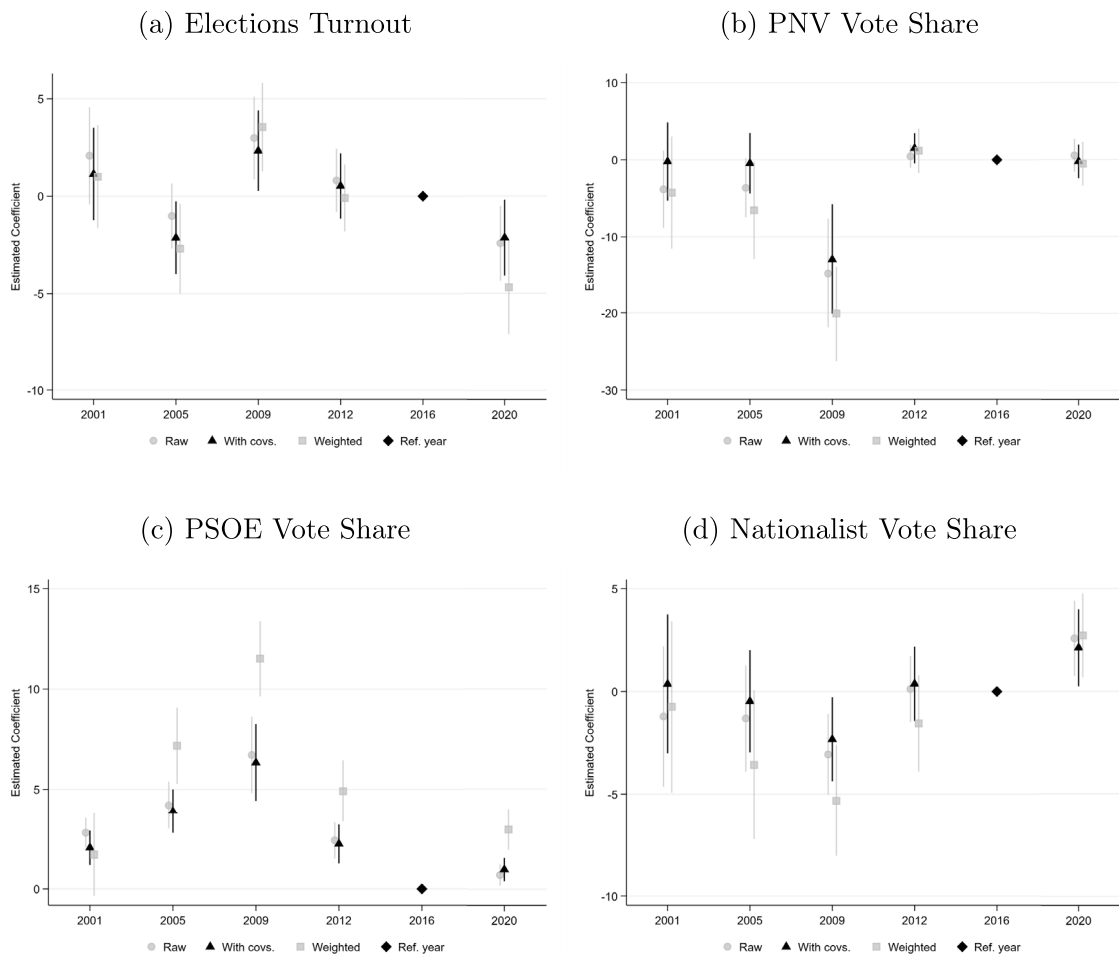 (a) Elections Turnout
Estimated Coefficient
5
0
-5
-10
2001 2005 2009 2012 2016 2020
Raw With covs. Weighted Ref. year
(b) PNV Vote Share
Estimated Coefficient
10
0
-10
-20
-30
2001 2005 2009 2012 2016 2020
Raw With covs. Weighted Ref. year
(c) PSOE Vote Share
Estimated Coefficient
15
10
5
0
2001 2005 2009 2012 2016 2020
Raw With covs. Weighted Ref. year
(d) Nationalist Vote Share
Estimated Coefficient
5
0
-5
-10
2001 2005 2009 2012 2016 2020
Raw With covs. Weighted Ref. year